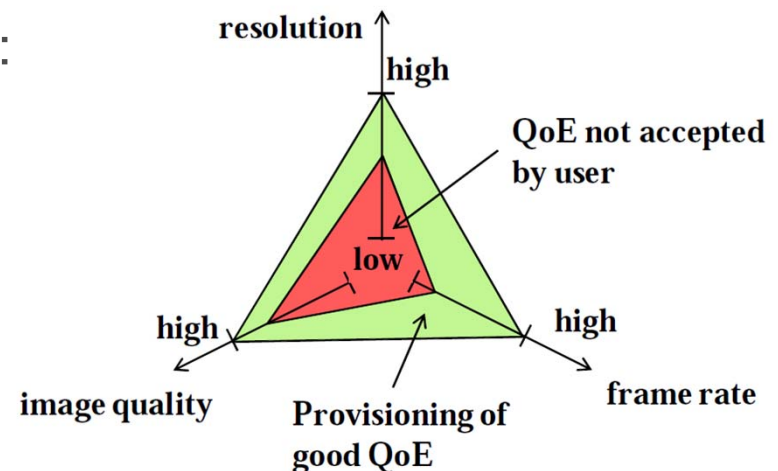 :
resolution
high
QoE not accepted
by user
low
high
high
image quality
frame rate
Provisioning of
good QoE